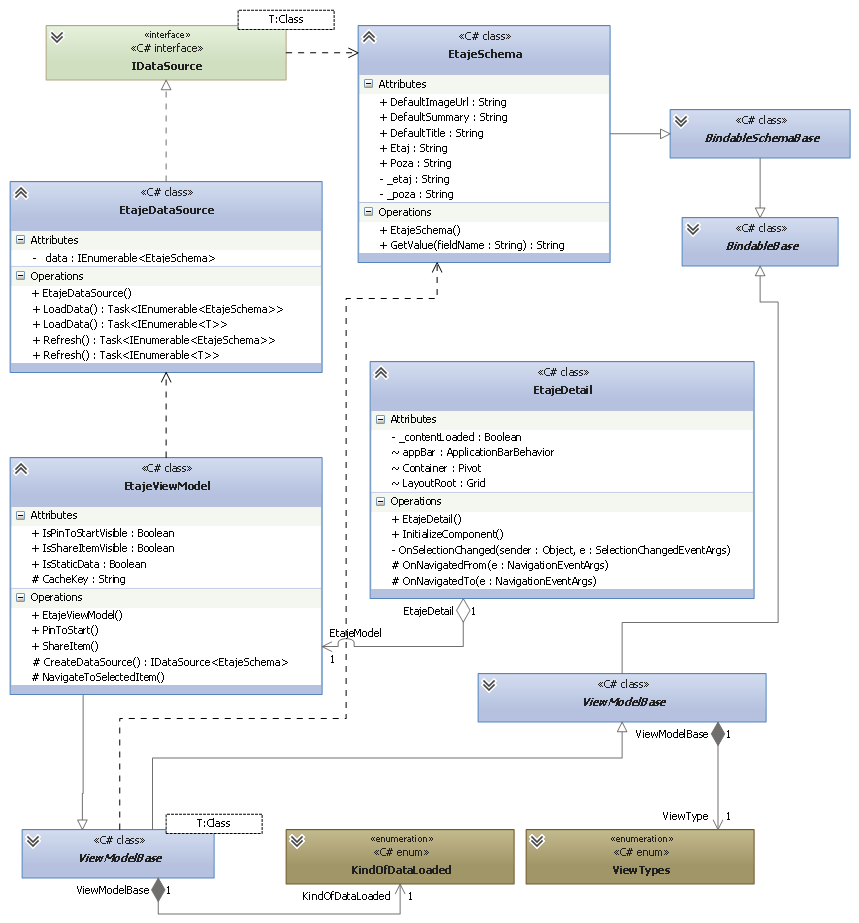 T:Class
«interface»
«C# interface»
IDataSource
«C# class»
EtajeSchema
Attributes
+ DefaultImageUrl : String
+ DefaultSummary : String
+ DefaultTitle : String
+ Etaj : String
+ Poza : String
- _etaj : String
- _poza : String
Operations
+ EtajeSchema()
+ GetValue(fieldName : String) : String
«C# class»
BindableSchemaBase
«C# class»
BindableBase
«C# class»
EtajeDataSource
Attributes
- data : IEnumerable<EtajeSchema>
Operations
+ EtajeDataSource()
+ LoadData() : Task<IEnumerable<EtajeSchema>>
+ LoadData() : Task<IEnumerable<T>>
+ Refresh() : Task<IEnumerable<EtajeSchema>>
+ Refresh() : Task<IEnumerable<T>>
«C# class»
EtajeDetail
Attributes
- _contentLoaded : Boolean
~ appBar : ApplicationBarBehavior
~ Container : Pivot
~ LayoutRoot : Grid
Operations
+ EtajeDetail()
+ InitializeComponent()
- OnSelectionChanged(sender : Object, e : SelectionChangedEventArgs)
# OnNavigatedFrom(e : NavigationEventArgs)
# OnNavigatedTo(e : NavigationEventArgs)
EtajeDetail 1
EtajeModel
1
«C# class»
EtajeViewModel
Attributes
+ IsPinToStartVisible : Boolean
+ IsShareItemVisible : Boolean
+ IsStaticData : Boolean
# CacheKey : String
Operations
+ EtajeViewModel()
+ PinToStart()
+ ShareItem()
# CreateDataSource() : IDataSource<EtajeSchema>
# NavigateToSelectedItem()
«C# class»
ViewModelBase
ViewModelBase 1
ViewType 1
T:Class
«C# class»
ViewModelBase
ViewModelBase 1
«enumeration»
«C# enum»
KindOfDataLoaded
KindOfDataLoaded 1
«enumeration»
«C# enum»
ViewTypes